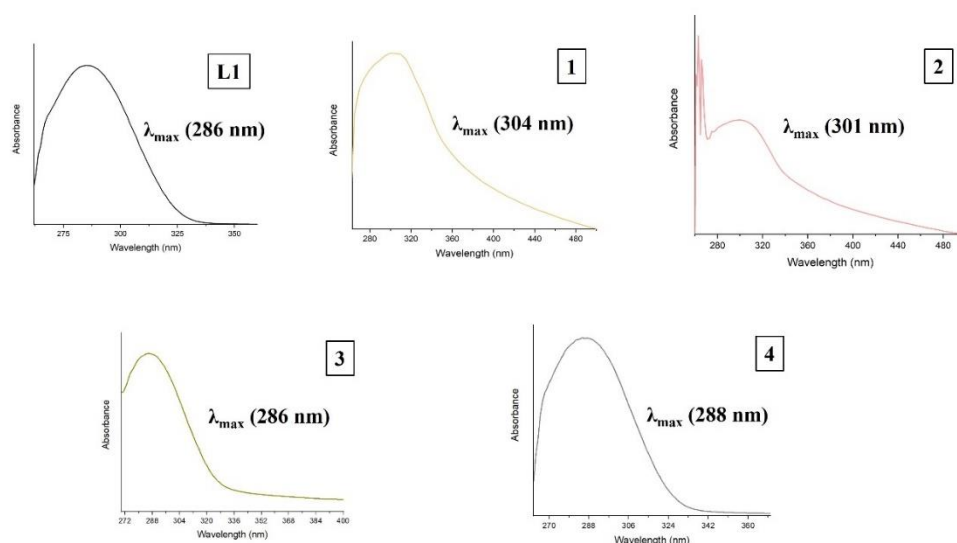 L1
λmax (286 nm)
Absorbance
275 300 325 350
Wavelength (nm)
1
λmax (304 nm)
Absorbance
280 320 360 400 440 480
Wavelength (nm)
2
λmax (301 nm)
Absorbance
280 320 360 400 440 480
Wavelength (nm)
3
λmax (286 nm)
Absorbance
272 288 304 320 336 352 368 384 400
Wavelength (nm)
4
λmax (288 nm)
Absorbance
270 288 306 324 342 360
Wavelength (nm)